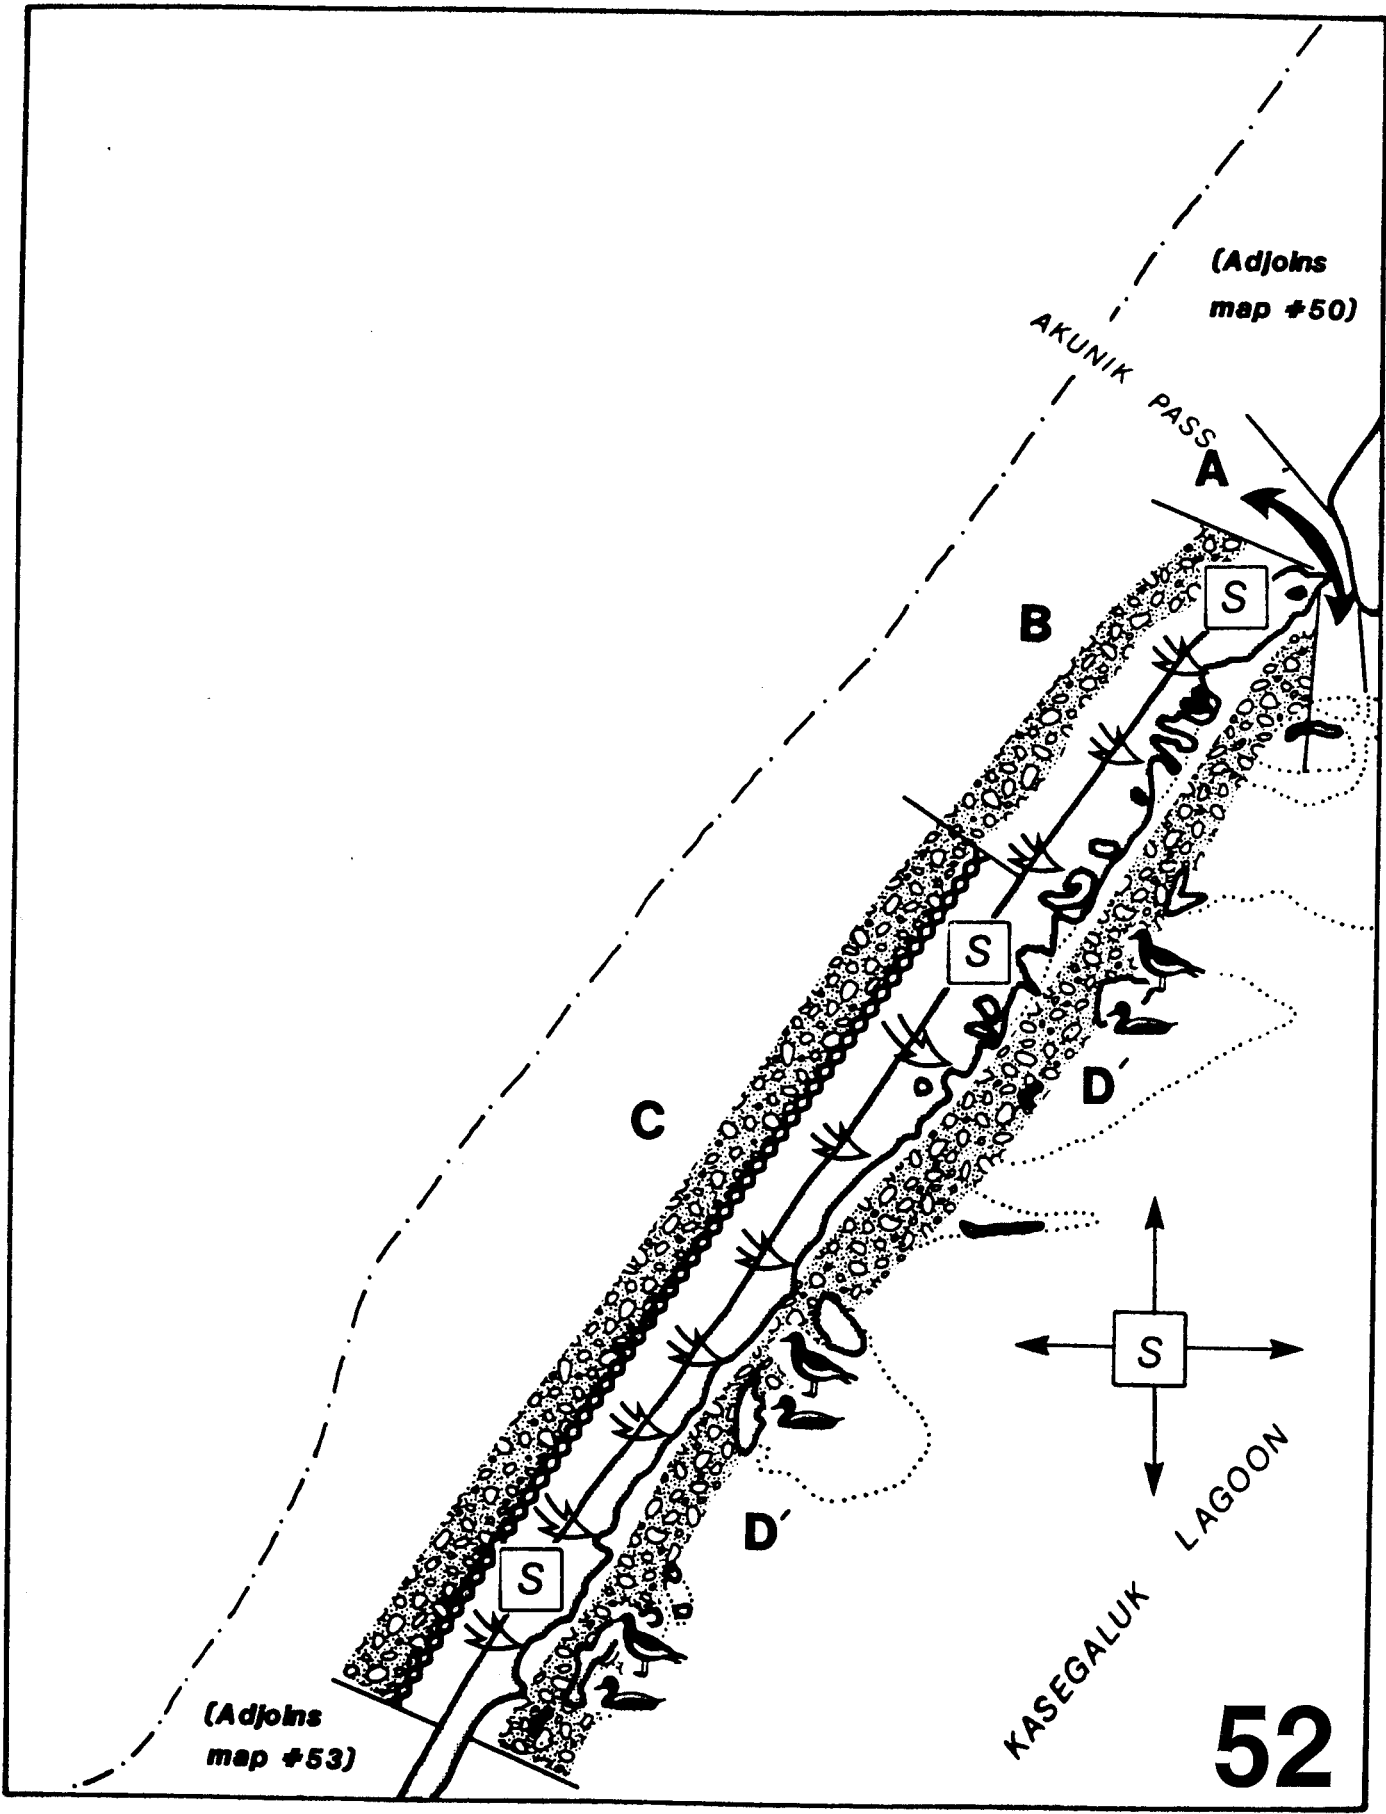 (Adjoins
map #50)
AKUNIK PASS
A
S
B
S
C
D′
S
LAGOON
D′
S
KASEGALUK
(Adjoins
map #53)
52